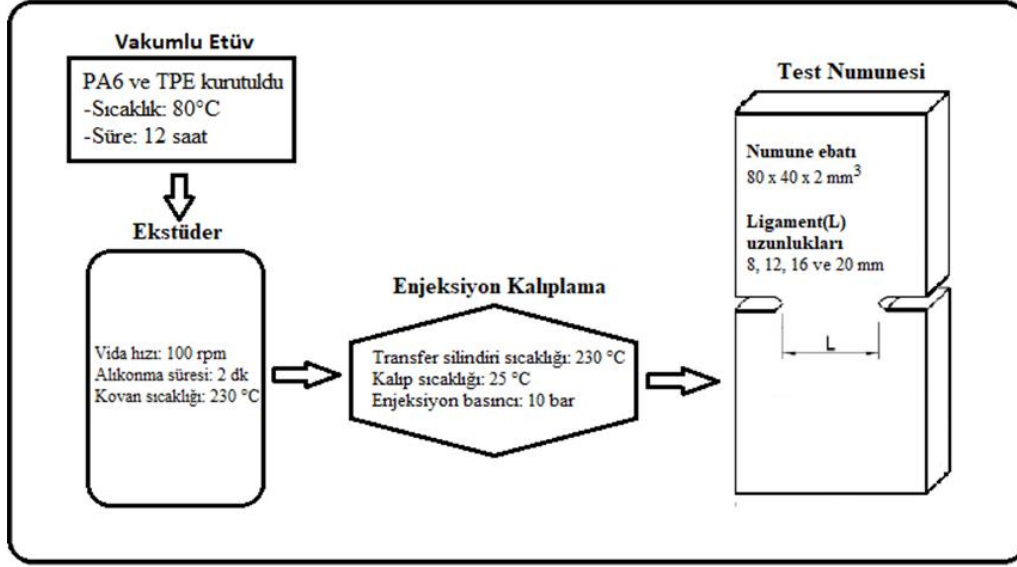 Vakumlu Etüv
PA6 ve TPE kurutuldu
-Sıcaklık: 80°C
-Süre: 12 saat
Ekstüder
Vida hızı: 100 rpm
Alıkonma süresi: 2 dk
Kovan sıcaklığı: 230 °C
Enjeksiyon Kalıplama
Transfer silindiri sıcaklığı: 230 °C
Kalıp sıcaklığı: 25 °C
Enjeksiyon basıncı: 10 bar
Test Numunesi
Numune ebatı
80 x 40 x 2 mm³
Ligament(L)
uzunlukları
8, 12, 16 ve 20 mm
L